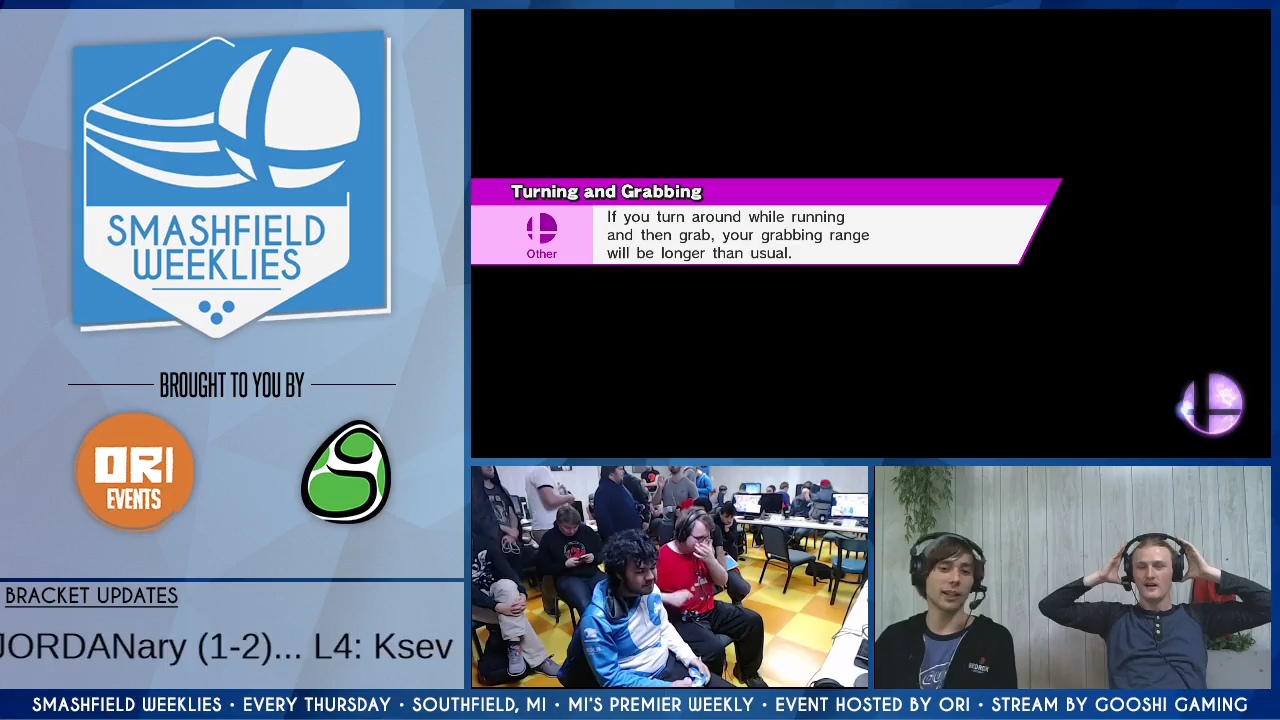 SMASHFIELD
WEEKLIES
BROUGHT TO YOU BY
ORI
EVENTS
S
Turning and Grabbing
Other
If you turn around while running
and then grab, your grabbing range
will be longer than usual.
BRACKET UPDATES
JORDANary (1-2)... L4: Ksev
SMASHFIELD WEEKLIES • EVERY THURSDAY • SOUTHFIELD, MI • MI'S PREMIER WEEKLY • EVENT HOSTED BY ORI • STREAM BY GOOSHI GAMING